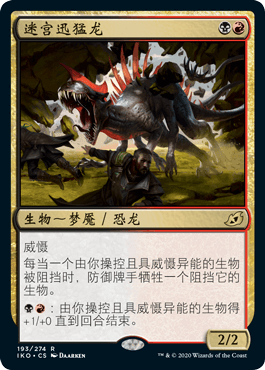 迷宫迅猛龙
生物～梦魇／恐龙
威慑
每当一个由你操控且具威慑异能的生物
被阻挡时，防御牌手牺牲一个阻挡它的
生物。
：由你操控且具威慑异能的生物得
+1/+0直到回合结束。
2/2
193/274 R
IKO • CS DAARKEN
™ & © 2020 Wizards of the Coast